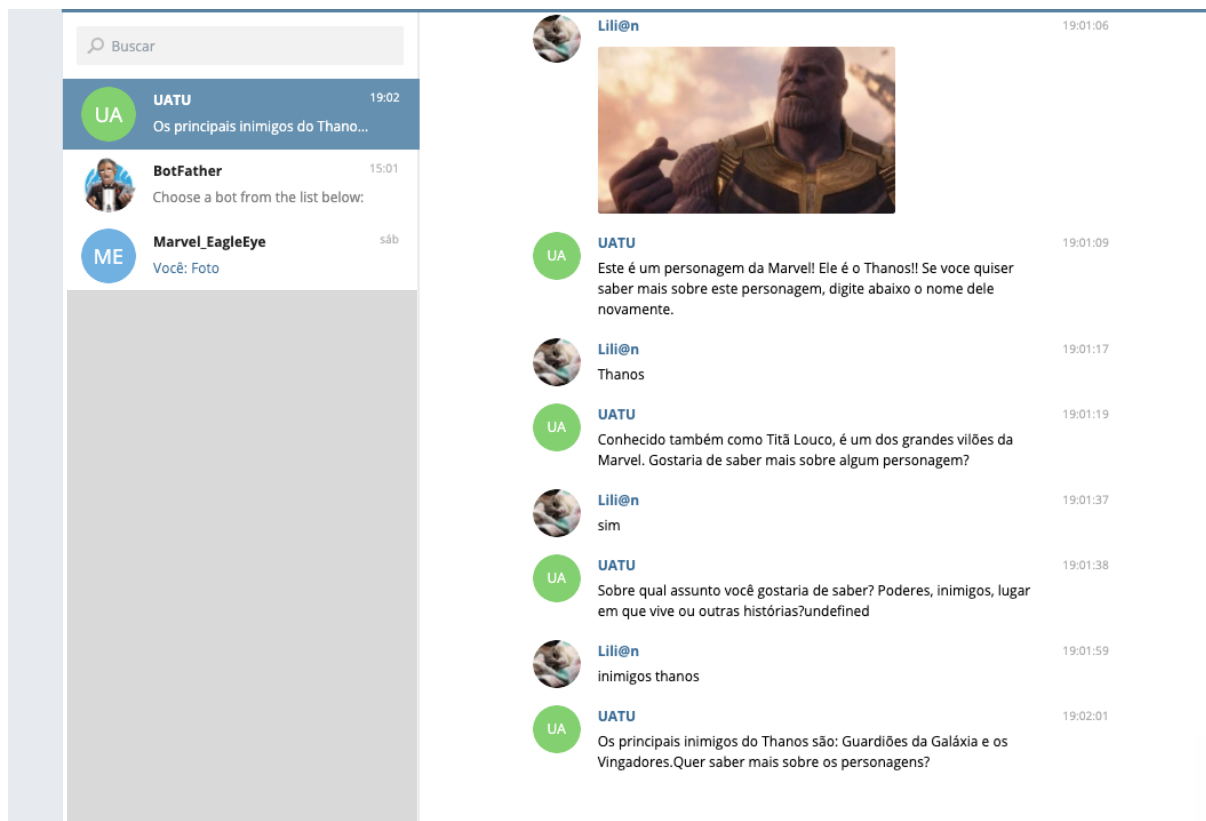 Buscar
UATU 19:02
UA
Os principais inimigos do Thano...
BotFather 15:01
Choose a bot from the list below:
Marvel_EagleEye sáb
ME
Você: Foto
Lili@n 19:01:06
UATU 19:01:09
UA
Este é um personagem da Marvel! Ele é o Thanos!! Se voce quiser
saber mais sobre este personagem, digite abaixo o nome dele
novamente.
Lili@n 19:01:17
Thanos
UATU 19:01:19
UA
Conhecido também como Titã Louco, é um dos grandes vilões da
Marvel. Gostaria de saber mais sobre algum personagem?
Lili@n 19:01:37
sim
UATU 19:01:38
UA
Sobre qual assunto você gostaria de saber? Poderes, inimigos, lugar
em que vive ou outras histórias?undefined
Lili@n 19:01:59
inimigos thanos
UATU 19:02:01
UA
Os principais inimigos do Thanos são: Guardiões da Galáxia e os
Vingadores.Quer saber mais sobre os personagens?